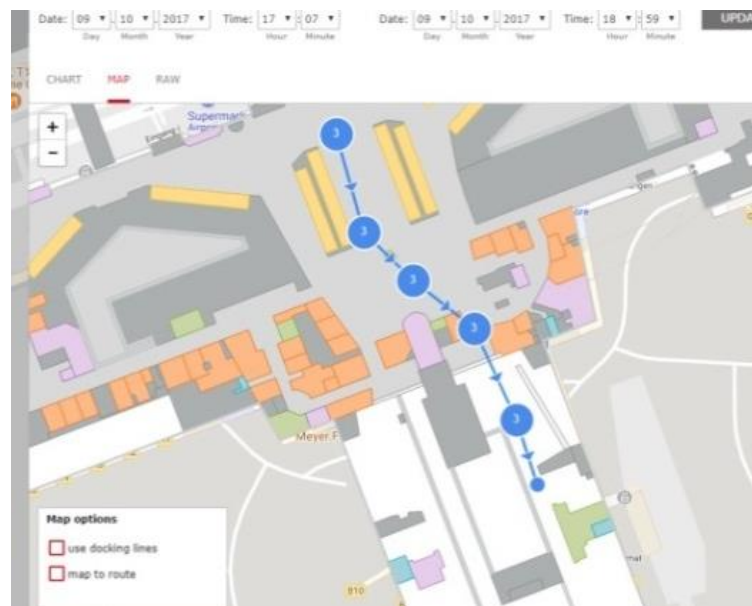 Date: 09 . 10 . 2017 Time: 17 : 07 Date: 09 . 10 . 2017 Time: 18 : 59 UPDA
Day Month Year Hour Minute Day Month Year Hour Minute
CHART MAP RAW
+
Supermar
3
−
3
3
3
3
Meyer F
Map options
use docking lines
map to route
B10